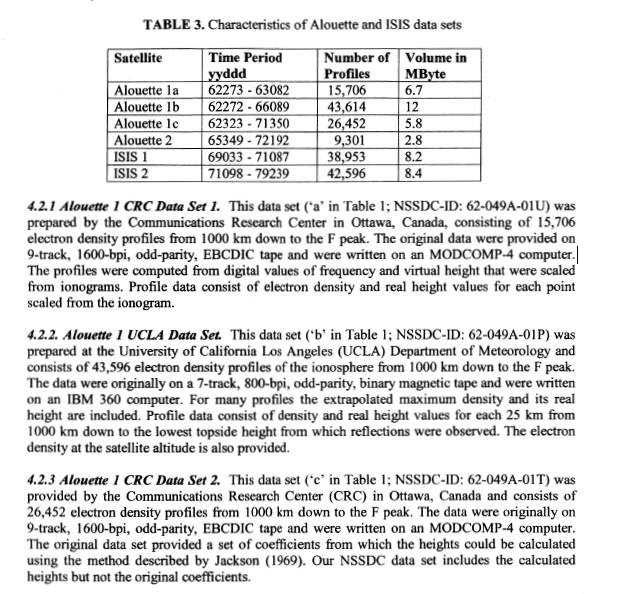 TABLE 3. Characteristics of Alouette and ISIS data sets
Satellite Time Period yyddd Number of Profiles Volume in MByte
Alouette 1a 62273 - 63082 15,706 6.7
Alouette 1b 62272 - 66089 43,614 12
Alouette 1c 62323 - 71350 26,452 5.8
Alouette 2 65349 - 72192 9,301 2.8
ISIS 1 69033 - 71087 38,953 8.2
ISIS 2 71098 - 79239 42,596 8.4
4.2.1 Alouette 1 CRC Data Set 1. This data set (‘a’ in Table 1; NSSDC-ID: 62-049A-01U) was
prepared by the Communications Research Center in Ottawa, Canada, consisting of 15,706
electron density profiles from 1000 km down to the F peak. The original data were provided on
9-track, 1600-bpi, odd-parity, EBCDIC tape and were written on an MODCOMP-4 computer.
The profiles were computed from digital values of frequency and virtual height that were scaled
from ionograms. Profile data consist of electron density and real height values for each point
scaled from the ionogram.
4.2.2. Alouette 1 UCLA Data Set. This data set (‘b’ in Table 1; NSSDC-ID: 62-049A-01P) was
prepared at the University of California Los Angeles (UCLA) Department of Meteorology and
consists of 43,596 electron density profiles of the ionosphere from 1000 km down to the F peak.
The data were originally on a 7-track, 800-bpi, odd-parity, binary magnetic tape and were written
on an IBM 360 computer. For many profiles the extrapolated maximum density and its real
height are included. Profile data consist of density and real height values for each 25 km from
1000 km down to the lowest topside height from which reflections were observed. The electron
density at the satellite altitude is also provided.
4.2.3 Alouette 1 CRC Data Set 2. This data set (‘c’ in Table 1; NSSDC-ID: 62-049A-01T) was
provided by the Communications Research Center (CRC) in Ottawa, Canada and consists of
26,452 electron density profiles from 1000 km down to the F peak. The data were originally on
9-track, 1600-bpi, odd-parity, EBCDIC tape and were written on an MODCOMP-4 computer.
The original data set provided a set of coefficients from which the heights could be calculated
using the method described by Jackson (1969). Our NSSDC data set includes the calculated
heights but not the original coefficients.